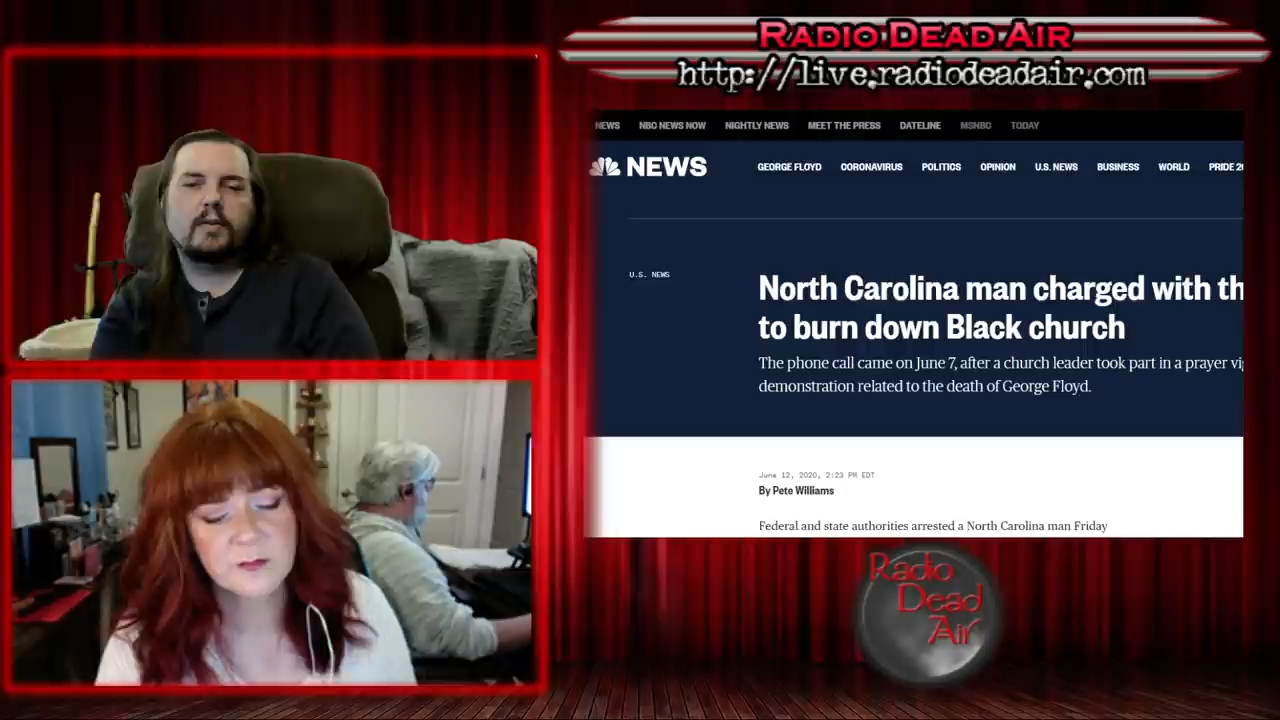 RADIO DEAD AIR
http://live.radiodeadair.com
NEWS NBC NEWS NOW NIGHTLY NEWS MEET THE PRESS DATELINE MSNBC TODAY
NEWS GEORGE FLOYD CORONAVIRUS POLITICS OPINION U.S. NEWS BUSINESS WORLD PRIDE 20
U.S. NEWS
North Carolina man charged with th
to burn down Black church
The phone call came on June 7, after a church leader took part in a prayer vi
demonstration related to the death of George Floyd.
June 12, 2020, 2:23 PM EDT
By Pete Williams
Federal and state authorities arrested a North Carolina man Friday
Radio
Dead
Air